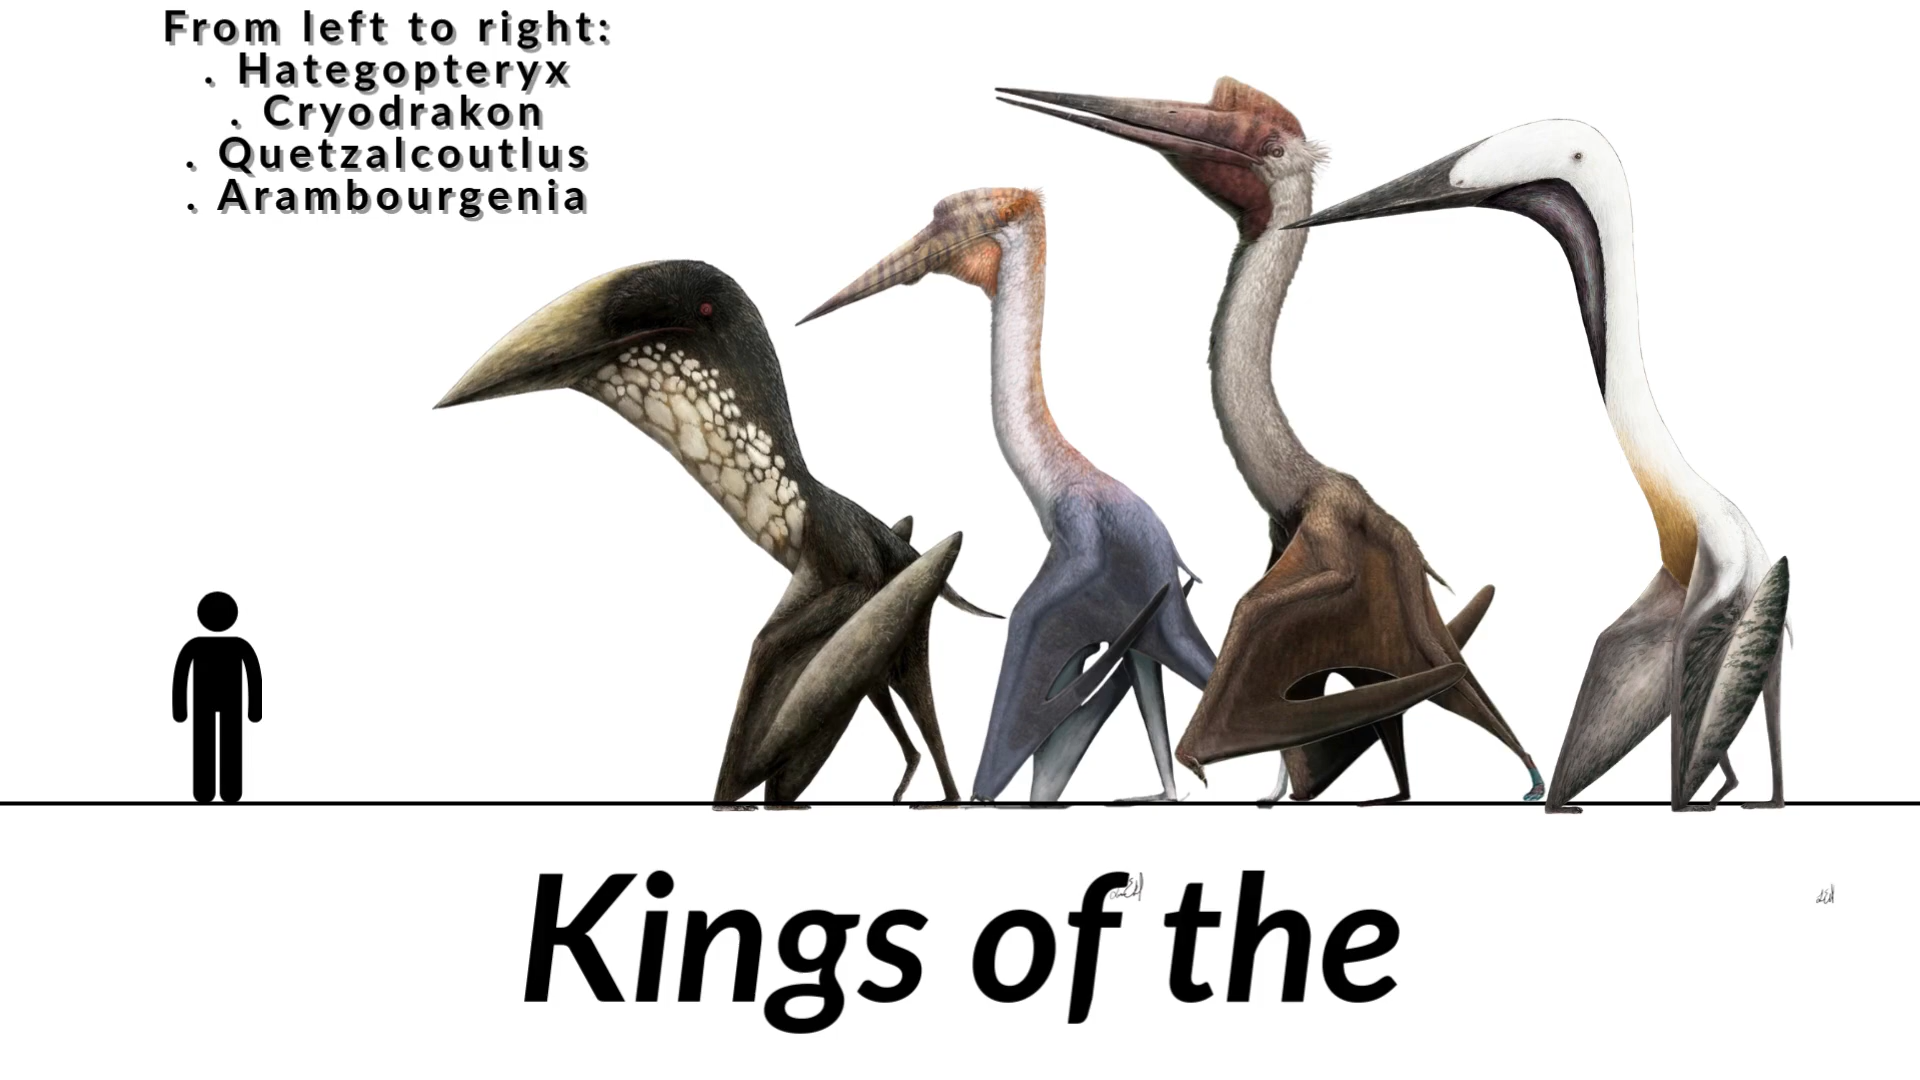 From left to right:
. Hategopteryx
. Cryodrakon
. Quetzalcoutlus
. Arambourgenia
Kings of the